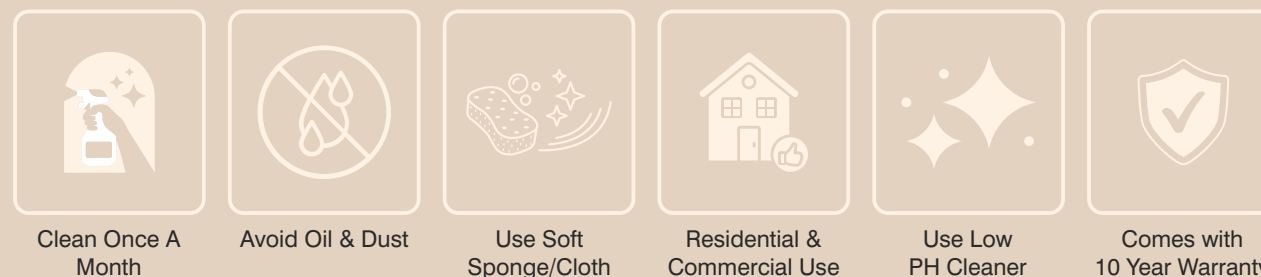 Clean Once A
Month
Avoid Oil & Dust
Use Soft
Sponge/Cloth
Residential &
Commercial Use
Use Low
PH Cleaner
Comes with
10 Year Warranty